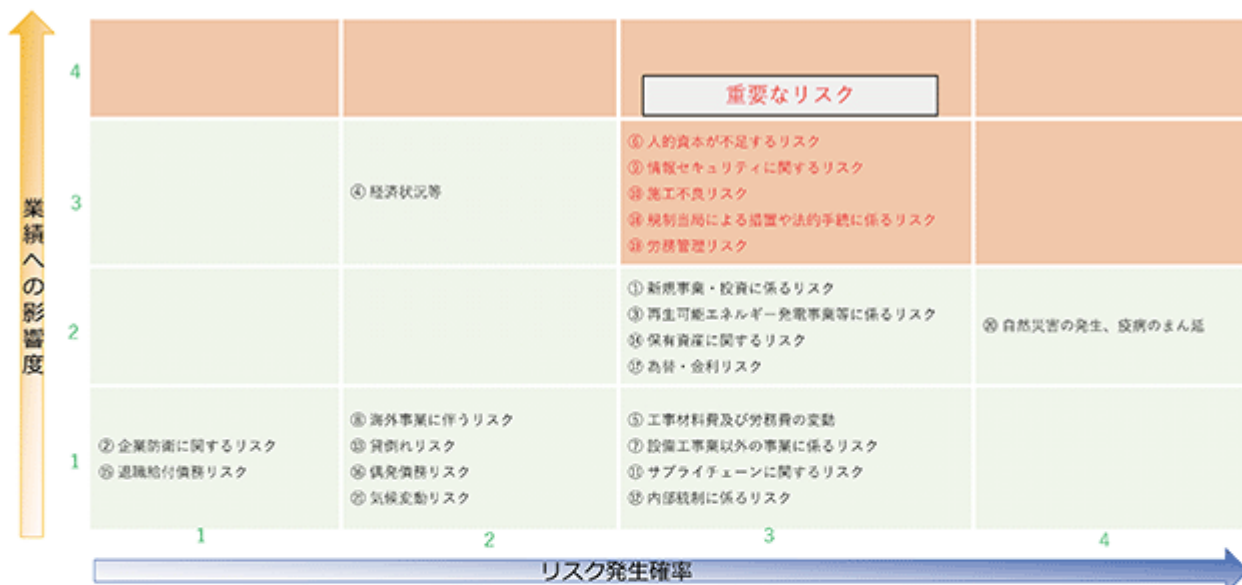 業績への影響度
4
重要なリスク
3
④ 経済状況等
⑥ 人的資本が不足するリスク
⑨ 情報セキュリティに関するリスク
⑩ 施工不良リスク
⑱ 規制当局による措置や法的手続に係るリスク
⑲ 労務管理リスク
2
① 新規事業・投資に係るリスク
③ 再生可能エネルギー発電事業等に係るリスク
⑭ 保有資産に関するリスク
⑰ 為替・金利リスク
⑳ 自然災害の発生、疫病のまん延
1
② 企業防衛に関するリスク
⑮ 退職給付債務リスク
⑧ 海外事業に伴うリスク
⑬ 貸倒れリスク
⑯ 偶発債務リスク
㉑ 気候変動リスク
⑤ 工事材料費及び労務費の変動
⑦ 設備工事業以外の事業に係るリスク
⑪ サプライチェーンに関するリスク
⑫ 内部統制に係るリスク
1
2
3
4
リスク発生確率